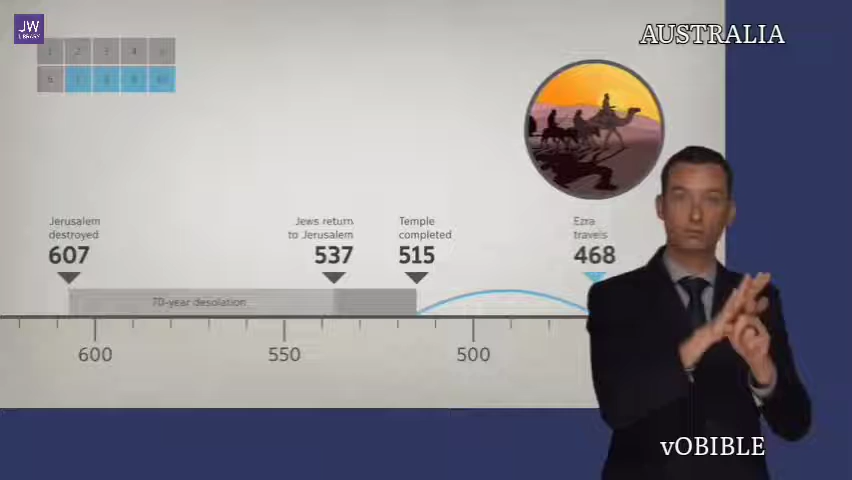 JW
LIBRARY
AUSTRALIA
1 2 3 4 5
6 7 8 9 10
Jerusalem
destroyed
607
Jews return
to Jerusalem
537
Temple
completed
515
Ezra
travels
468
70-year desolation
600 550 500
vOBIBLE